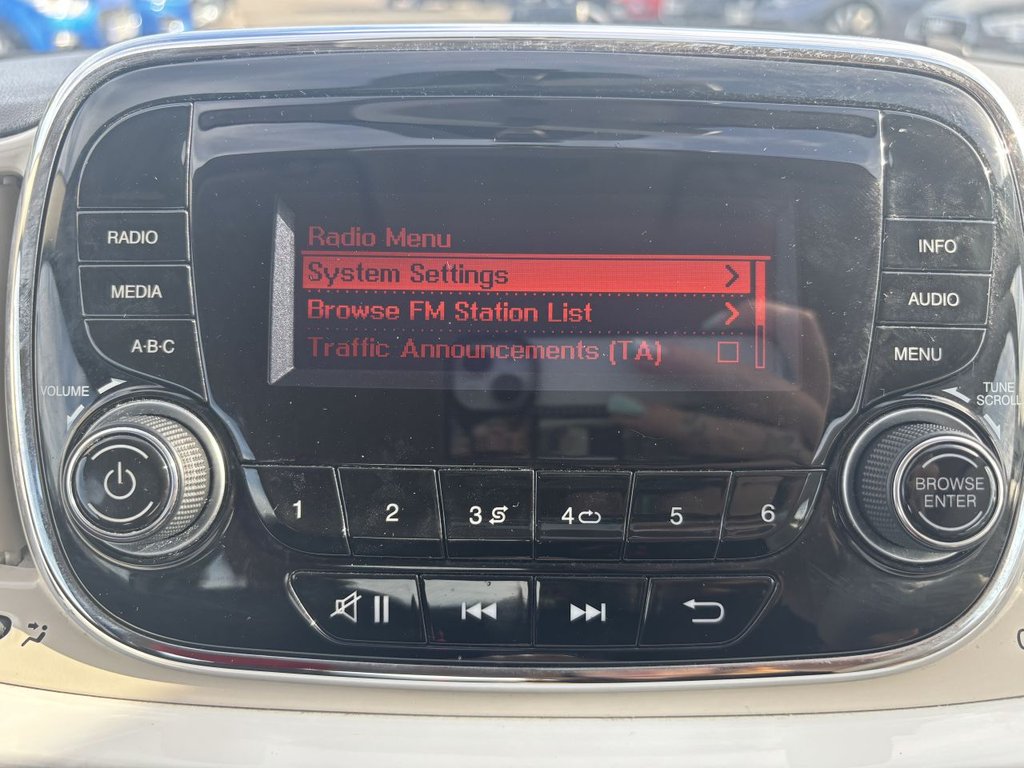 Radio Menu
System Settings
Browse FM Station List
Traffic Announcements (TA)
RADIO
MEDIA
A·B·C
VOLUME
INFO
AUDIO
MENU
TUNE
SCROLL
BROWSE
ENTER
1
2
3
4
5
6